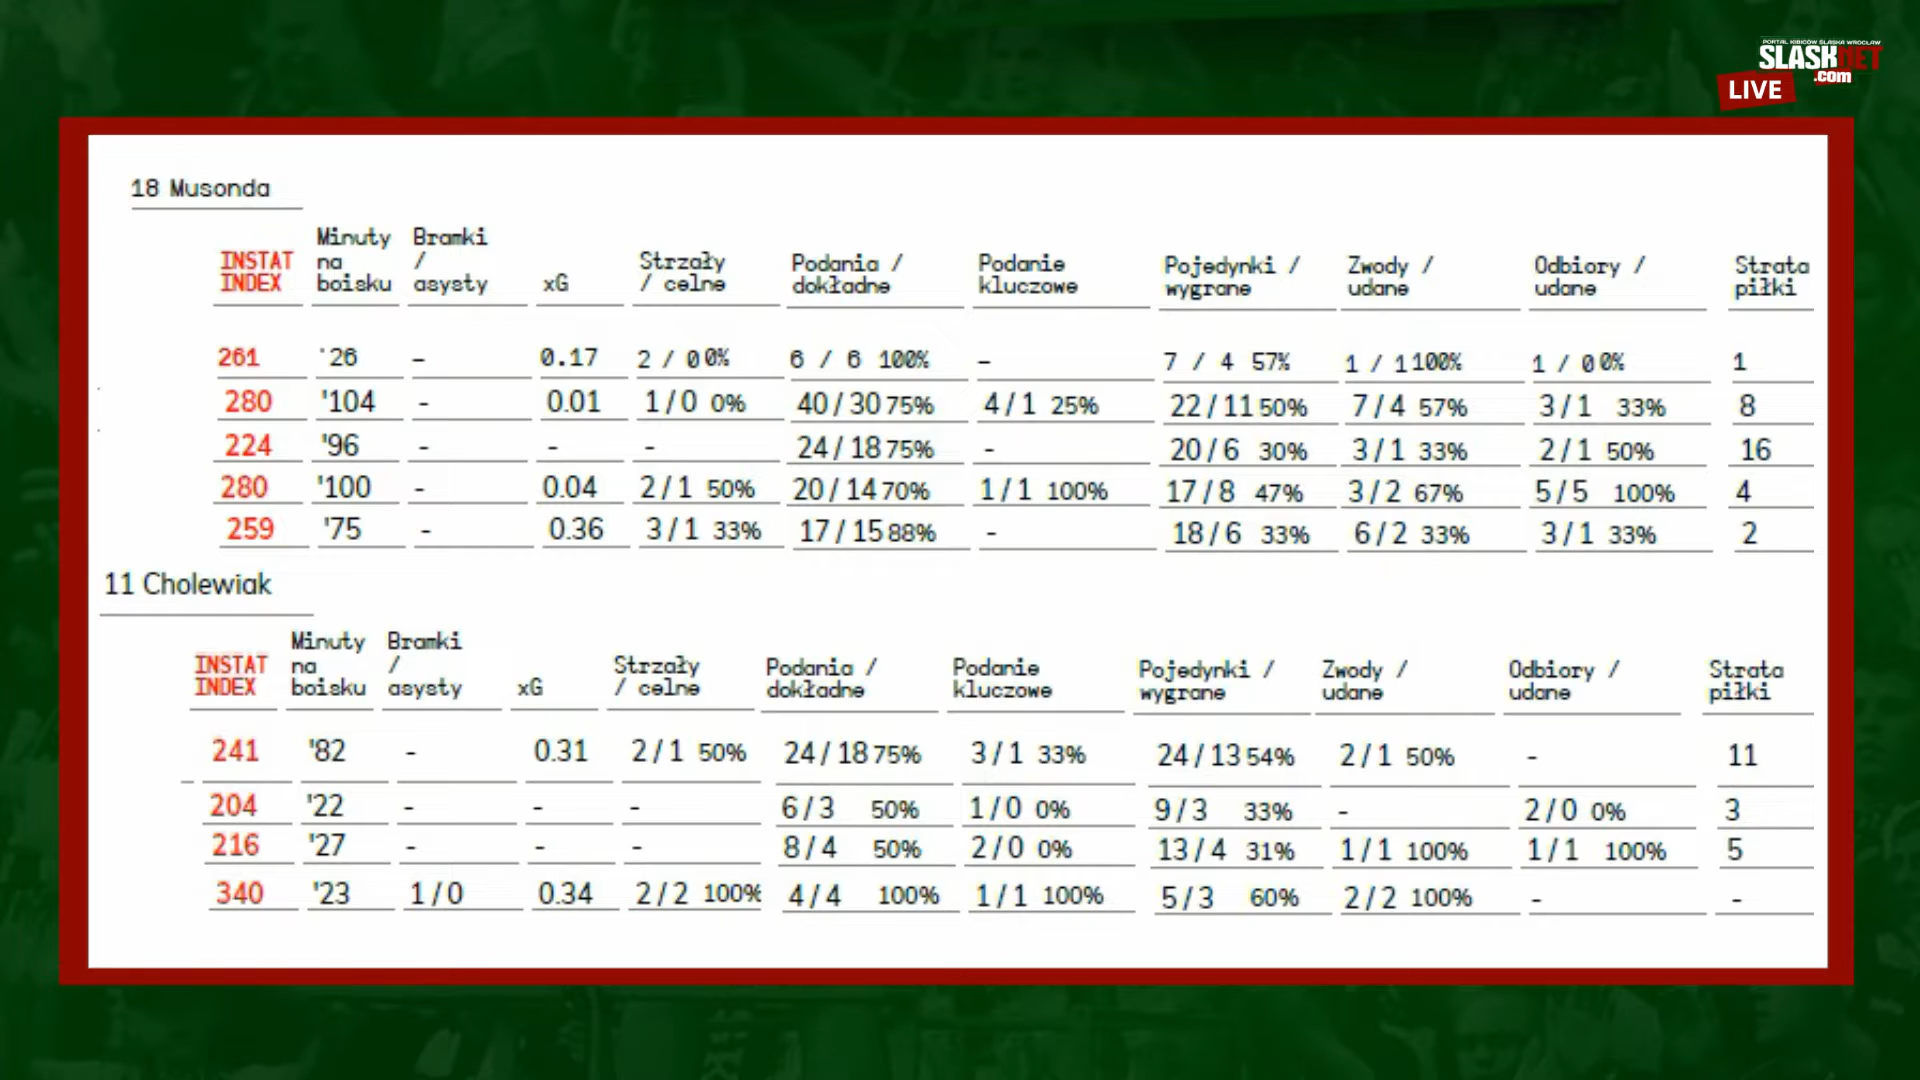 PORTAL KIBICÓW ŚLĄSKA WROCŁAW
SLASKNET
.com
LIVE
18 Musonda
INSTAT INDEX Minuty na boisku Bramki / asysty xG Strzały / celne Podania / dokładne Podanie kluczowe Pojedynki / wygrane Zwody / udane Odbiory / udane Strata piłki
261 '26 - 0.17 2 / 0 0% 6 / 6 100% - 7 / 4 57% 1 / 1 100% 1 / 0 0% 1
280 '104 - 0.01 1/0 0% 40/30 75% 4/1 25% 22/11 50% 7/4 57% 3/1 33% 8
224 '96 - - - 24/18 75% - 20/6 30% 3/1 33% 2/1 50% 16
280 '100 - 0.04 2/1 50% 20/14 70% 1/1 100% 17/8 47% 3/2 67% 5/5 100% 4
259 '75 - 0.36 3/1 33% 17/15 88% - 18/6 33% 6/2 33% 3/1 33% 2
11 Cholewiak
INSTAT INDEX Minuty na boisku Bramki / asysty xG Strzały / celne Podania / dokładne Podanie kluczowe Pojedynki / wygrane Zwody / udane Odbiory / udane Strata piłki
241 '82 - 0.31 2/1 50% 24/18 75% 3/1 33% 24/13 54% 2/1 50% - 11
204 '22 - - - 6/3 50% 1/0 0% 9/3 33% - 2/0 0% 3
216 '27 - - - 8/4 50% 2/0 0% 13/4 31% 1/1 100% 1/1 100% 5
340 '23 1/0 0.34 2/2 100% 4/4 100% 1/1 100% 5/3 60% 2/2 100% - -